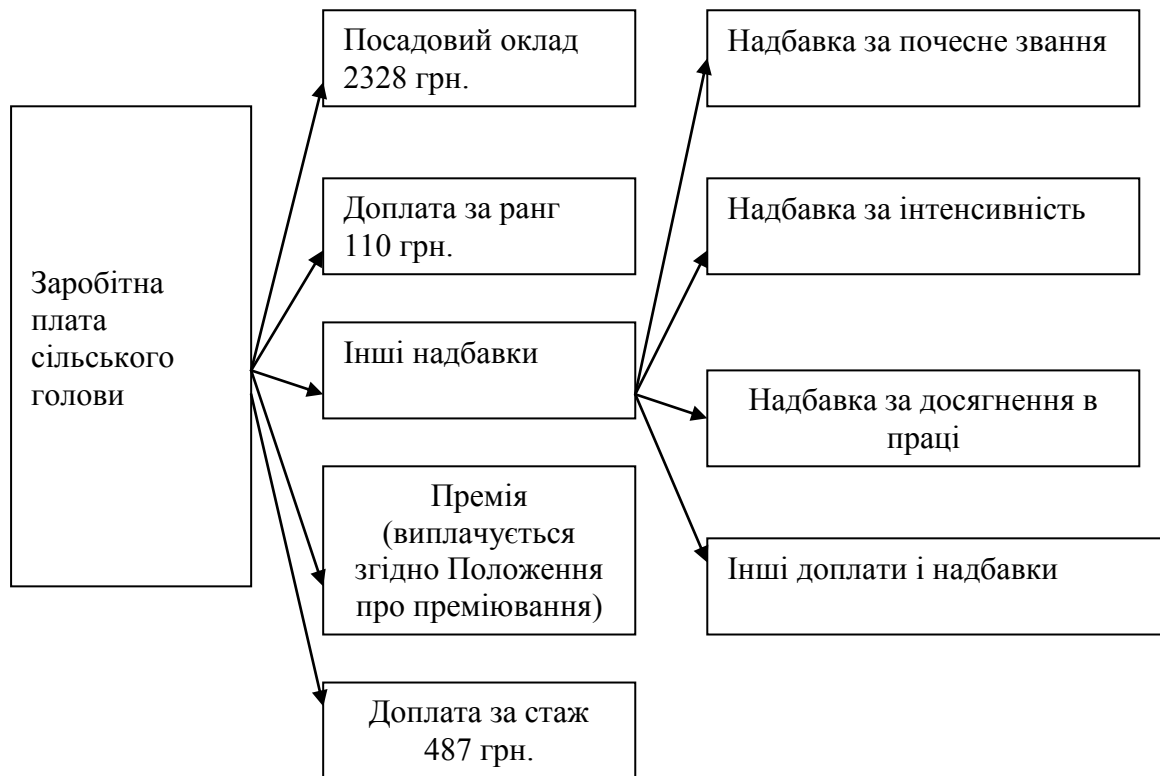 Заробітна
плата
сільського
голови
Посадовий оклад
2328 грн.
Доплата за ранг
110 грн.
Інші надбавки
Премія
(виплачується
згідно Положення
про преміювання)
Доплата за стаж
487 грн.
Надбавка за почесне звання
Надбавка за інтенсивність
Надбавка за досягнення в
праці
Інші доплати і надбавки